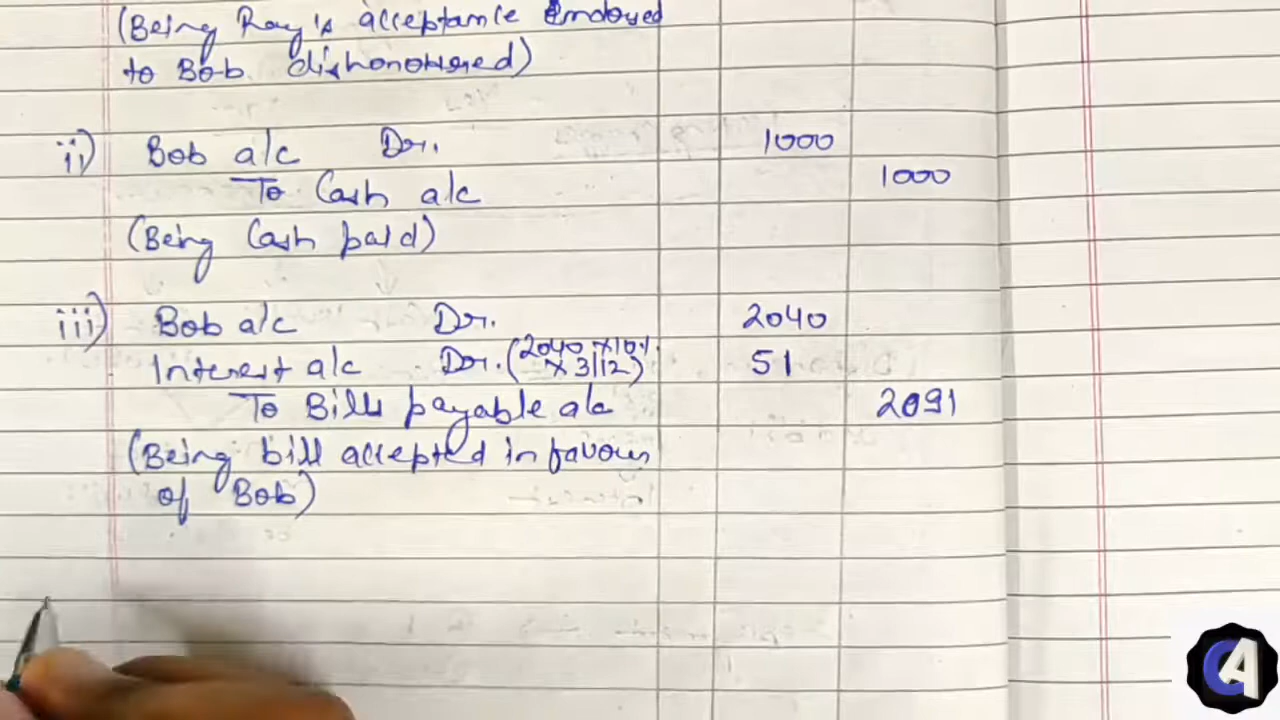 (Being Ray's acceptance endorsed
to Bob dishonoured)
ii) Bob a/c Dr. 1000
To Cash a/c 1000
(Being Cash paid)
iii) Bob a/c Dr. 2040
Interest a/c Dr. (2040 x 10% x 3/12) 51
To Bills payable a/c 2091
(Being bill accepted in favour
of Bob)
CA